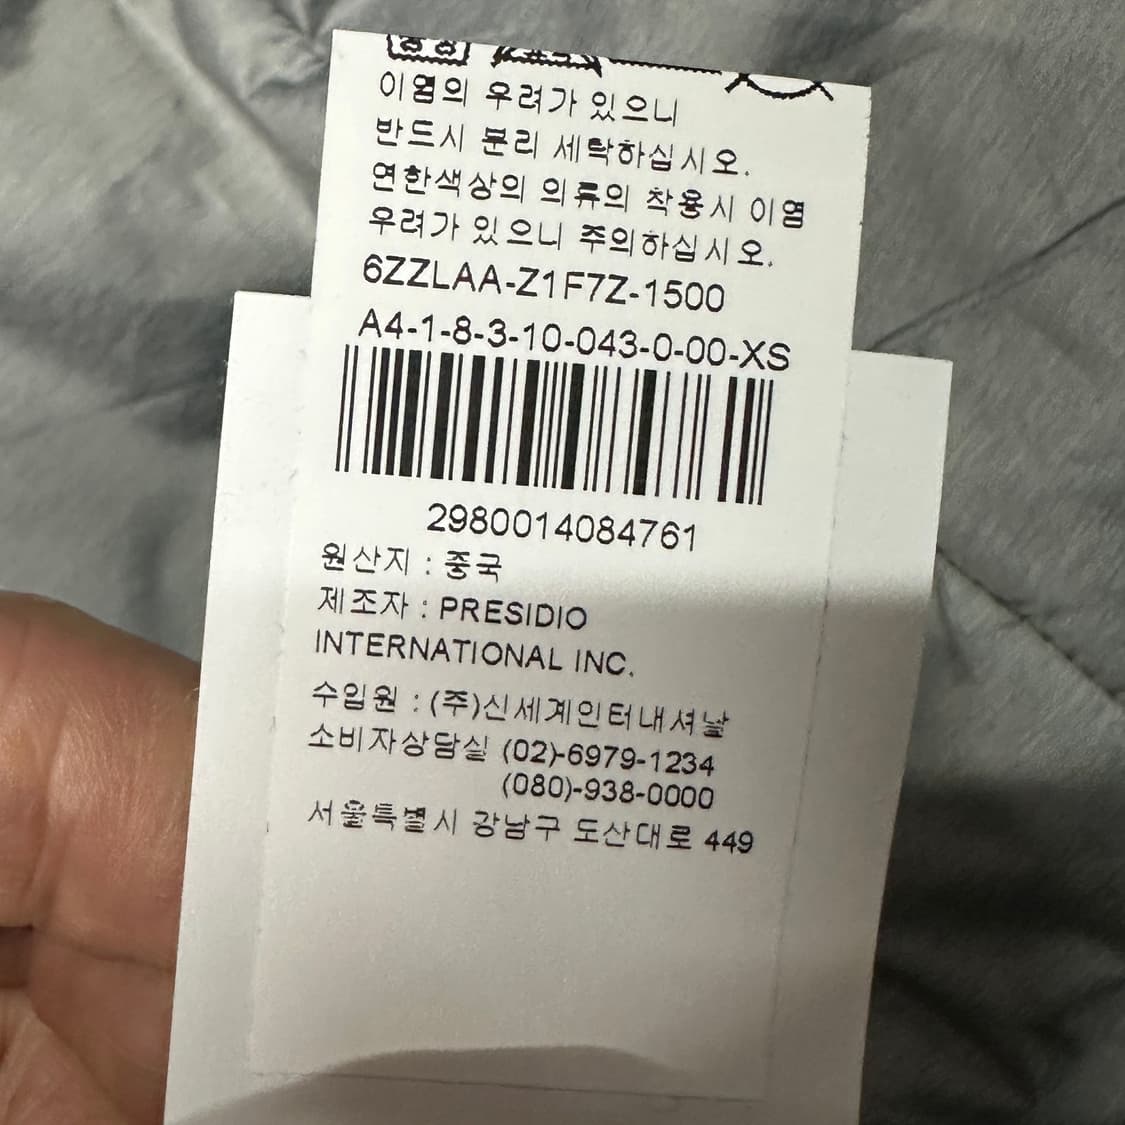 이염의 우려가 있으니
반드시 분리 세탁하십시오.
연한색상의 의류의 착용시 이염
우려가 있으니 주의하십시오.
6ZZLAA-Z1F7Z-1500
A4-1-8-3-10-043-0-00-XS
2980014084761
원산지 : 중국
제조자 : PRESIDIO
INTERNATIONAL INC.
수입원 : (주)신세계인터내셔날
소비자상담실 (02)-6979-1234
(080)-938-0000
서울특별시 강남구 도산대로 449